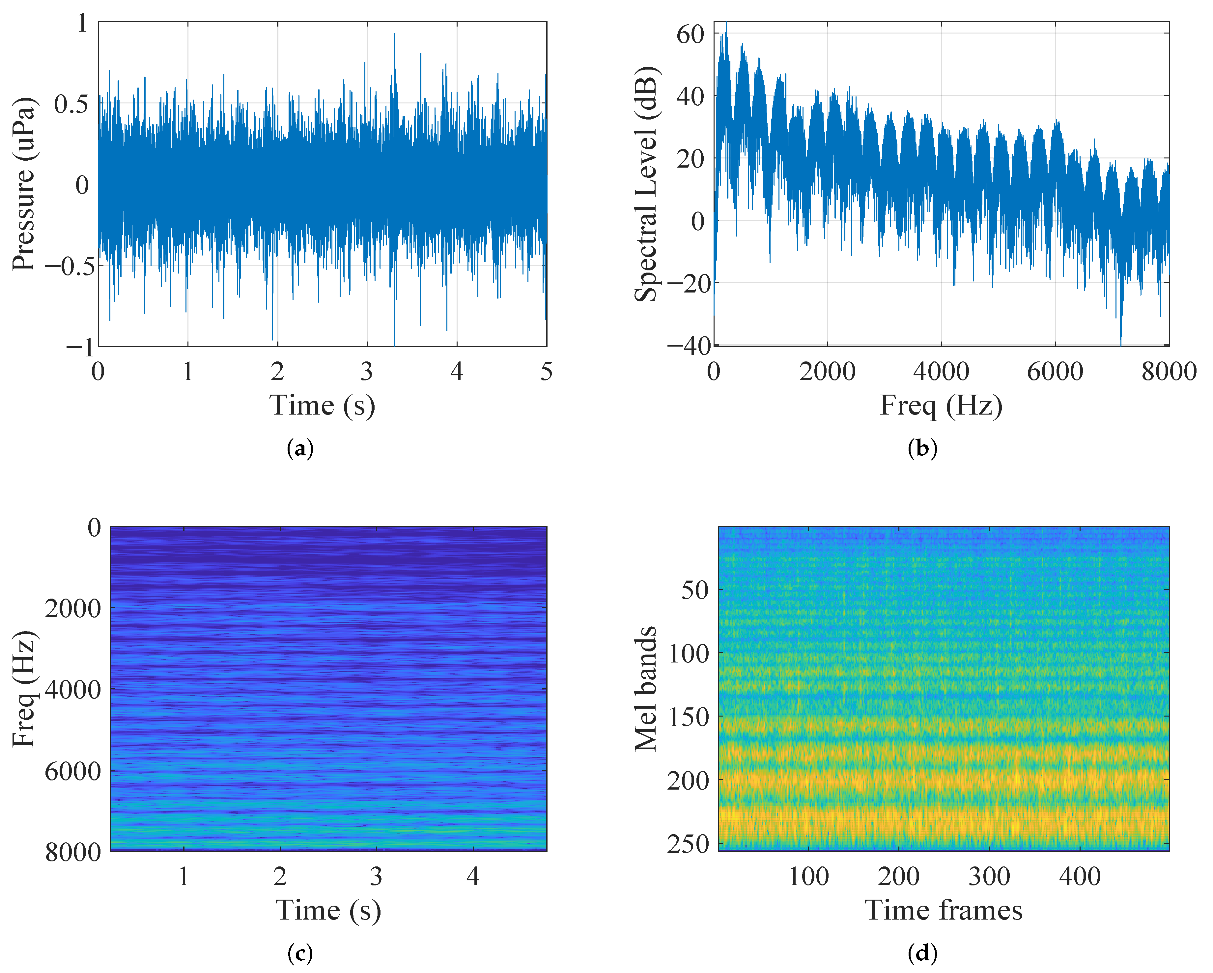 1
0.5
0
−0.5
−1
Pressure (uPa)
0 1 2 3 4 5
Time (s)
(a)
60
40
20
0
−20
−40
Spectral Level (dB)
0 2000 4000 6000 8000
Freq (Hz)
(b)
0
2000
4000
6000
8000
Freq (Hz)
1 2 3 4
Time (s)
(c)
50
100
150
200
250
Mel bands
100 200 300 400
Time frames
(d)